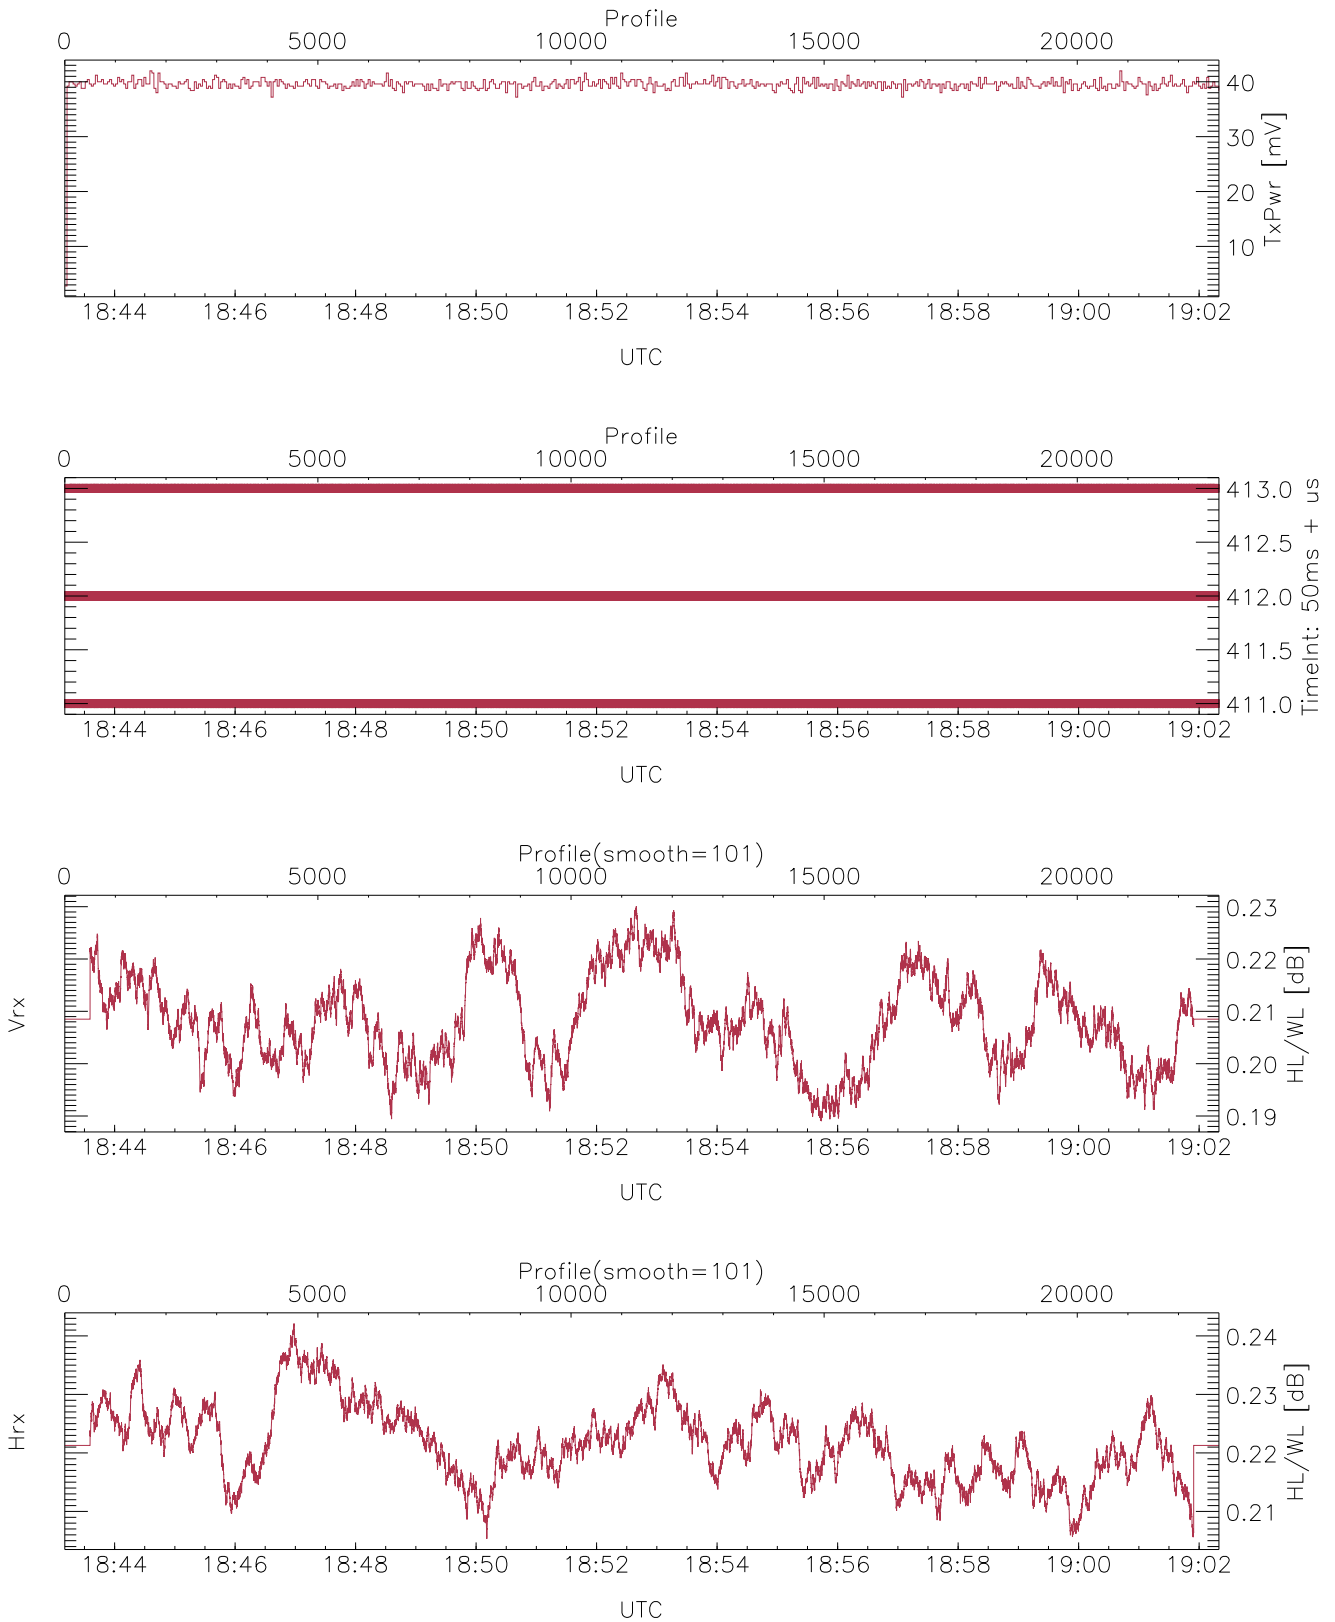 Profile
0 5000 10000 15000 20000
40
30
20
10
TxPwr [mV]
18:44 18:46 18:48 18:50 18:52 18:54 18:56 18:58 19:00 19:02
UTC
Profile
0 5000 10000 15000 20000
413.0
412.5
412.0
411.5
411.0
TimeInt: 50ms + us
18:44 18:46 18:48 18:50 18:52 18:54 18:56 18:58 19:00 19:02
UTC
Profile(smooth=101)
0 5000 10000 15000 20000
Vrx
0.23
0.22
0.21
0.20
0.19
HL/WL [dB]
18:44 18:46 18:48 18:50 18:52 18:54 18:56 18:58 19:00 19:02
UTC
Profile(smooth=101)
0 5000 10000 15000 20000
Hrx
0.24
0.23
0.22
0.21
HL/WL [dB]
18:44 18:46 18:48 18:50 18:52 18:54 18:56 18:58 19:00 19:02
UTC